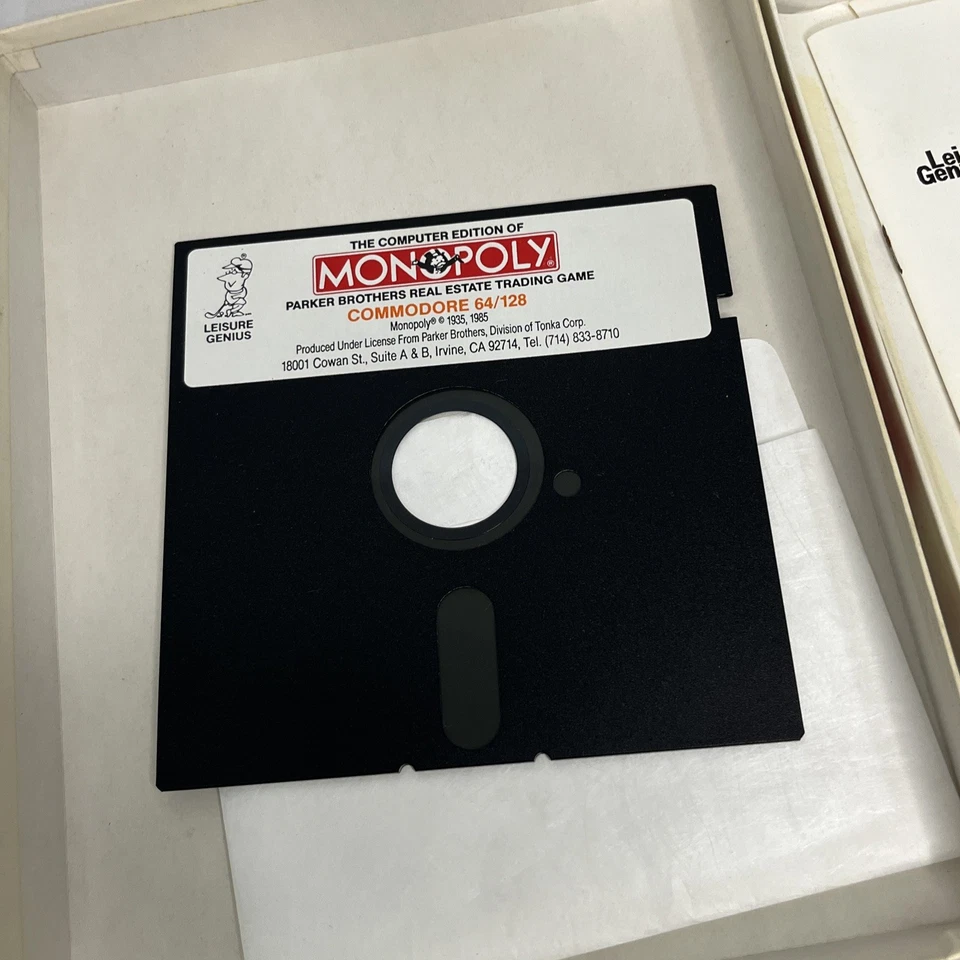 THE COMPUTER EDITION OF
MONOPOLY®
PARKER BROTHERS REAL ESTATE TRADING GAME
COMMODORE 64/128
Monopoly® © 1935, 1985
Produced Under License From Parker Brothers, Division of Tonka Corp.
18001 Cowan St., Suite A & B, Irvine, CA 92714, Tel. (714) 833-8710
®
LEISURE
GENIUS
Lei
Gen